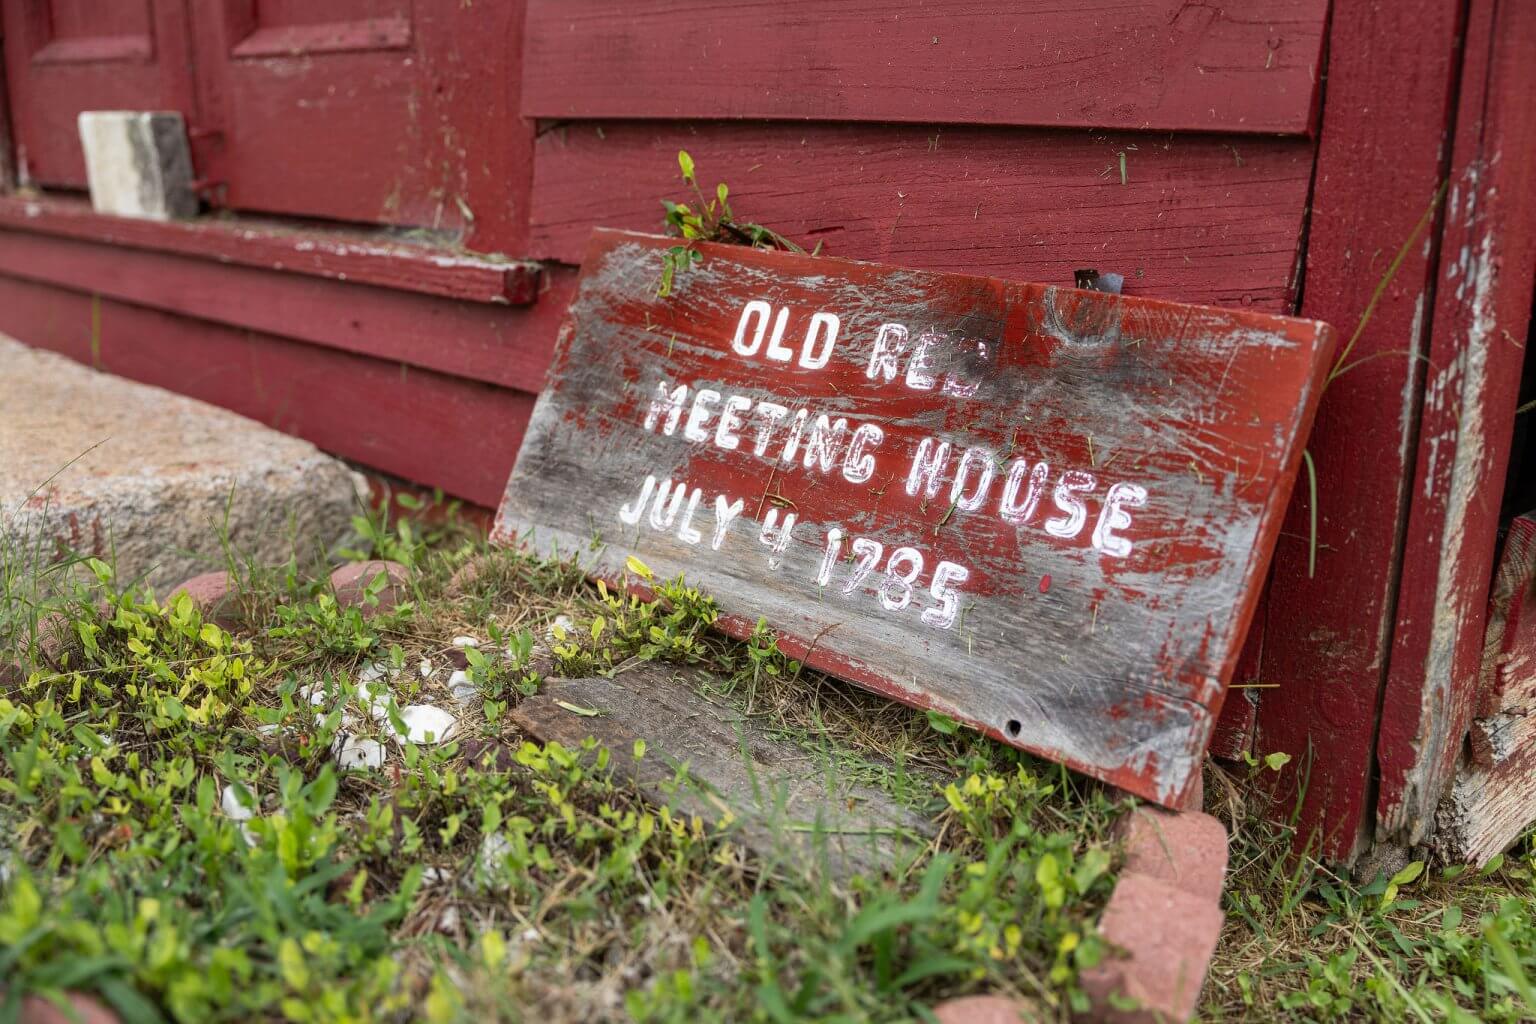 OLD RED
MEETING HOUSE
JULY 4 1785